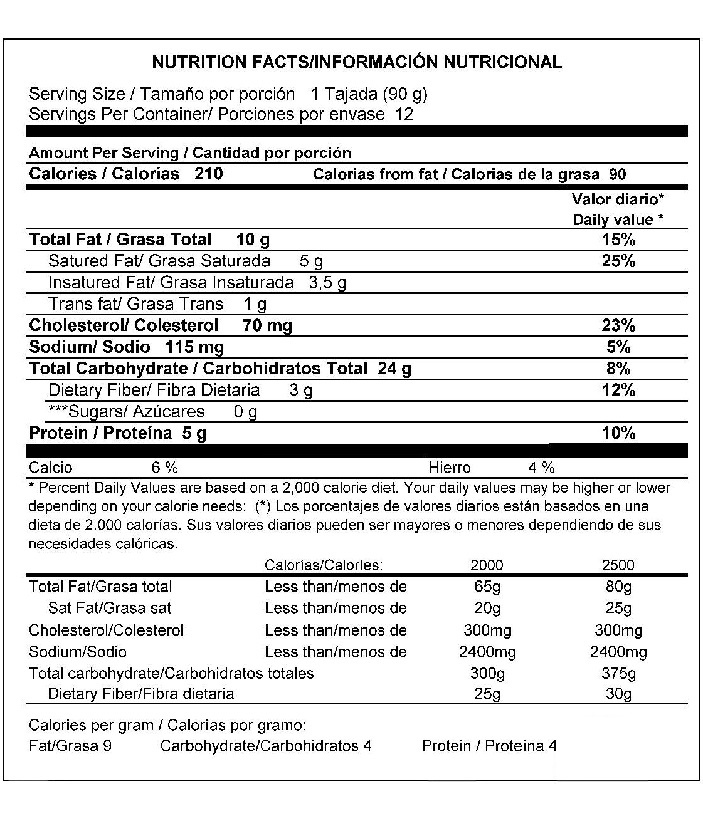 NUTRITION FACTS/INFORMACIÓN NUTRICIONAL
Serving Size / Tamaño por porción 1 Tajada (90 g)
Servings Per Container/ Porciones por envase 12
Amount Per Serving / Cantidad por porción
Calories / Calorias 210 Calorias from fat / Calorias de la grasa 90
Valor diario*
Daily value *
Total Fat / Grasa Total 10 g 15%
Satured Fat/ Grasa Saturada 5 g 25%
Insatured Fat/ Grasa Insaturada 3,5 g
Trans fat/ Grasa Trans 1 g
Cholesterol/ Colesterol 70 mg 23%
Sodium/ Sodio 115 mg 5%
Total Carbohydrate / Carbohidratos Total 24 g 8%
Dietary Fiber/ Fibra Dietaria 3 g 12%
***Sugars/ Azúcares 0 g
Protein / Proteína 5 g 10%
Calcio 6 % Hierro 4 %
* Percent Daily Values are based on a 2,000 calorie diet. Your daily values may be higher or lower
depending on your calorie needs: (*) Los porcentajes de valores diarios están basados en una
dieta de 2.000 calorías. Sus valores diarios pueden ser mayores o menores dependiendo de sus
necesidades calóricas.
Calorías/Calories: 2000 2500
Total Fat/Grasa total Less than/menos de 65g 80g
Sat Fat/Grasa sat Less than/menos de 20g 25g
Cholesterol/Colesterol Less than/menos de 300mg 300mg
Sodium/Sodio Less than/menos de 2400mg 2400mg
Total carbohydrate/Carbohidratos totales 300g 375g
Dietary Fiber/Fibra dietaria 25g 30g
Calories per gram / Calorias por gramo:
Fat/Grasa 9 Carbohydrate/Carbohidratos 4 Protein / Proteina 4